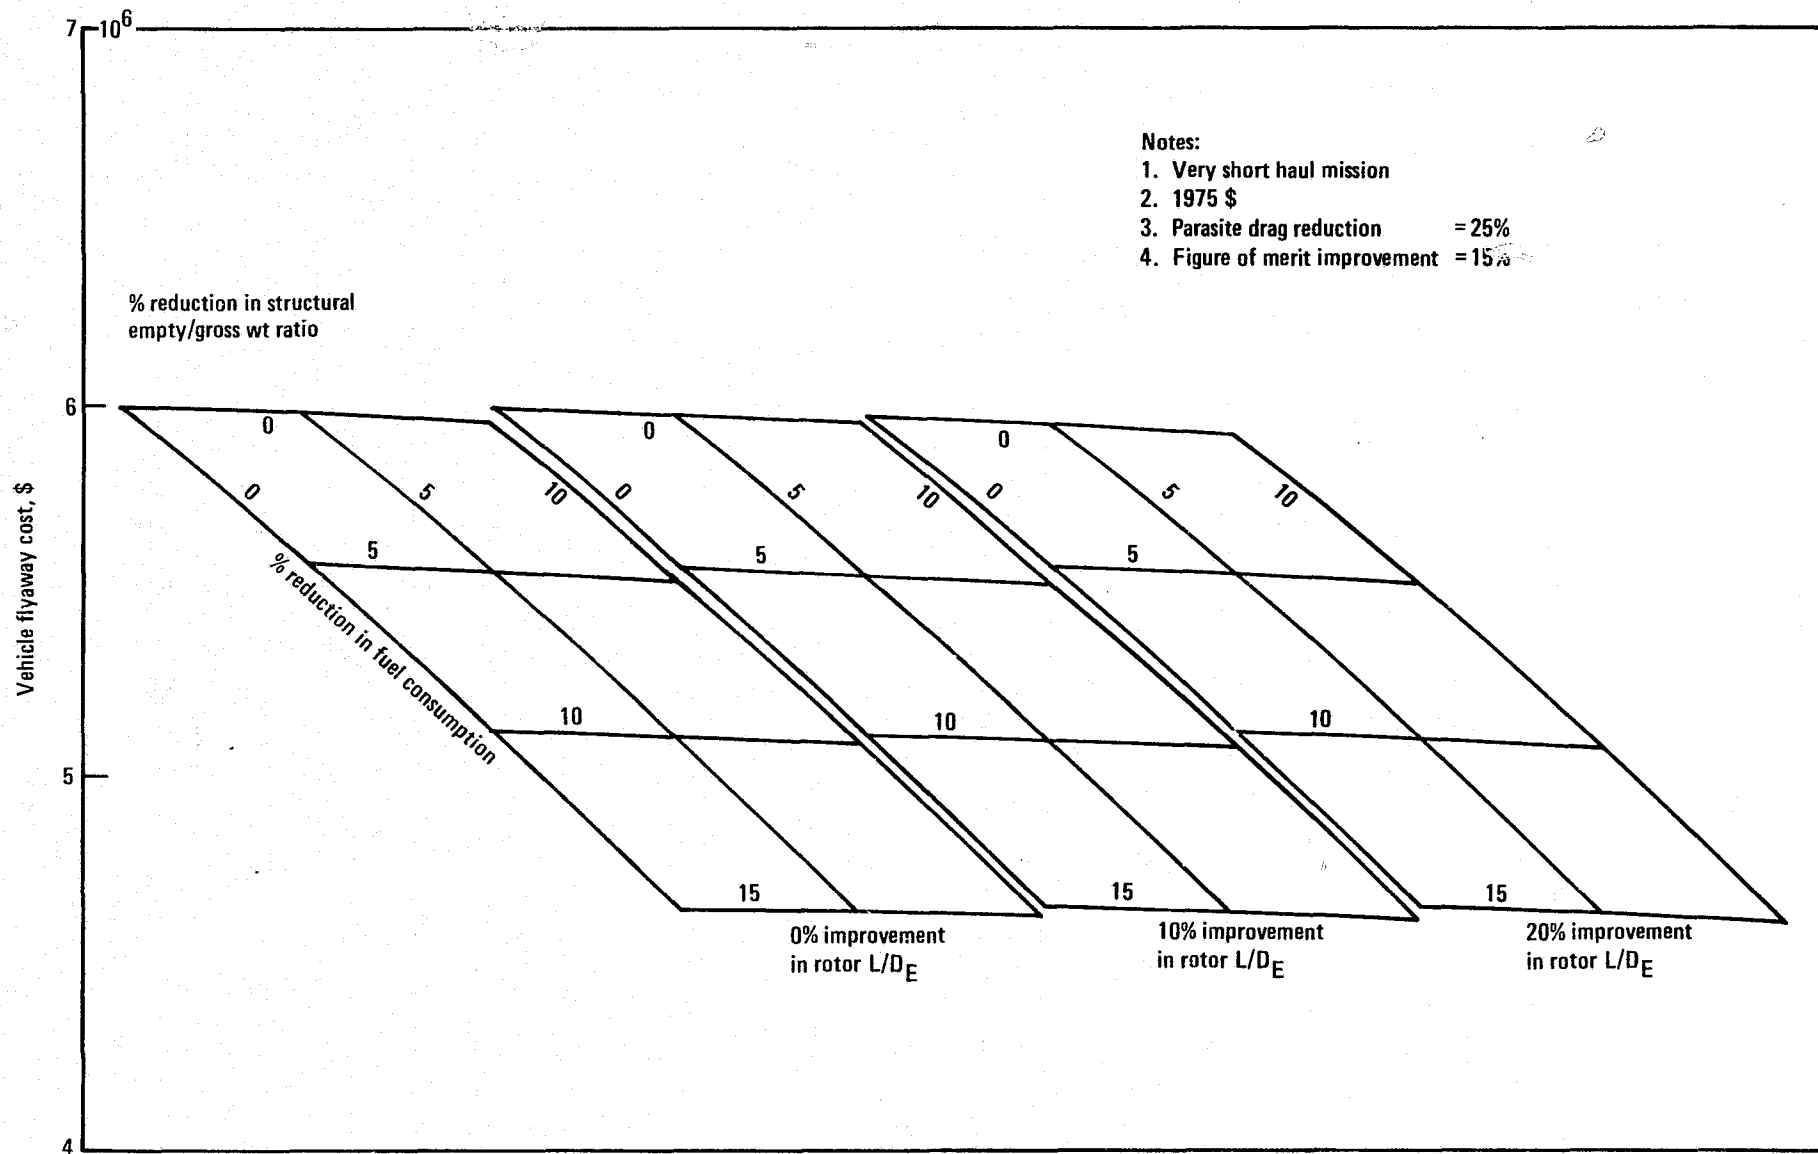 7 10⁶
Notes:
1. Very short haul mission
2. 1975 $
3. Parasite drag reduction = 25%
4. Figure of merit improvement = 15%
% reduction in structural
empty/gross wt ratio
6
0 0 0
0 5 10 0 5 10 0 5 10
Vehicle flyaway cost, $
5 5 5
% reduction in fuel consumption
10 10 10
5
15 15 15
0% improvement
in rotor L/D_E
10% improvement
in rotor L/D_E
20% improvement
in rotor L/D_E
4